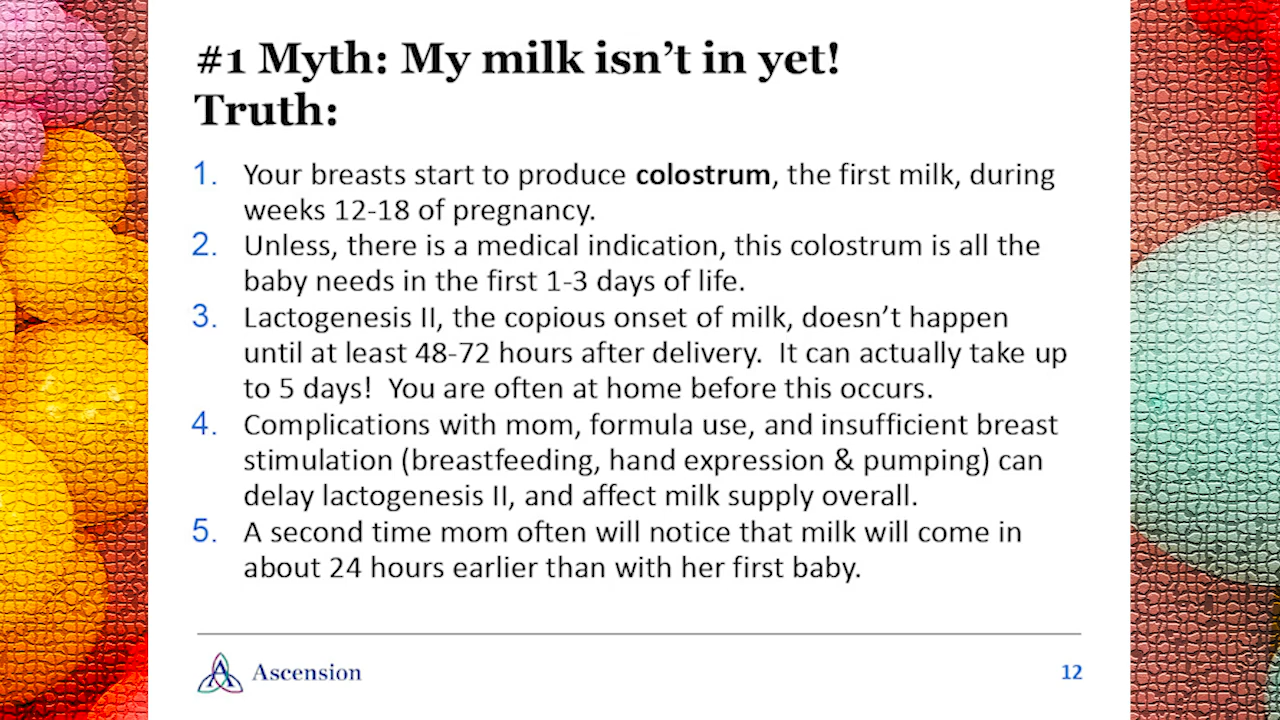 #1 Myth: My milk isn't in yet!
Truth:
1. Your breasts start to produce colostrum, the first milk, during
weeks 12-18 of pregnancy.
2. Unless, there is a medical indication, this colostrum is all the
baby needs in the first 1-3 days of life.
3. Lactogenesis II, the copious onset of milk, doesn't happen
until at least 48-72 hours after delivery.  It can actually take up
to 5 days!  You are often at home before this occurs.
4. Complications with mom, formula use, and insufficient breast
stimulation (breastfeeding, hand expression & pumping) can
delay lactogenesis II, and affect milk supply overall.
5. A second time mom often will notice that milk will come in
about 24 hours earlier than with her first baby.
Ascension
12